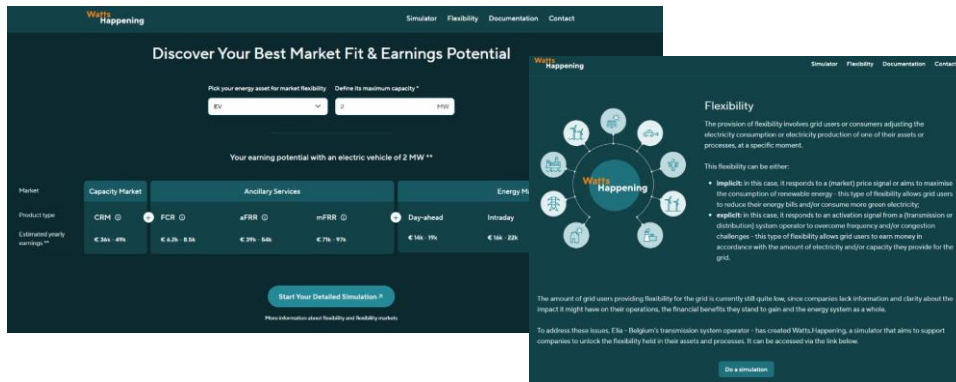 Watts
Happening
Simulator Flexibility Documentation Contact
Discover Your Best Market Fit & Earnings Potential
Pick your energy asset for market flexibility Define its maximum capacity *
EV 2 MW
Your earning potential with an electric vehicle of 2 MW **
Market Capacity Market Ancillary Services Energy
Product type CRM FCR aFRR mFRR Day-ahead Intraday
Estimated yearly
earnings **
€ 36k - 49k € 6.2k - 8.5k € 39k - 54k € 71k - 97k € 14k - 19k € 16k - 22k
Start Your Detailed Simulation
More information about flexibility and flexibility markets
Watts
Happening
Simulator Flexibility Documentation Contact
Watts
Happening
Flexibility
The provision of flexibility involves grid users or consumers adjusting the
electricity consumption or electricity production of one of their assets or
processes, at a specific moment.
This flexibility can be either:
• implicit: in this case, it responds to a (market) price signal or aims to maximise
the consumption of renewable energy - this type of flexibility allows grid users
to reduce their energy bills and/or consume more green electricity;
• explicit: in this case, it responds to an activation signal from a (transmission or
distribution) system operator to overcome frequency and/or congestion
challenges - this type of flexibility allows grid users to earn money in
accordance with the amount of electricity and/or capacity they provide for the
grid.
The amount of grid users providing flexibility for the grid is currently still quite low, since companies lack information and clarity about the
impact it might have on their operations, the financial benefits they stand to gain and the energy system as a whole.
To address these issues, Elia - Belgium's transmission system operator - has created Watts.Happening, a simulator that aims to support
companies to unlock the flexibility held in their assets and processes. It can be accessed via the link below.
Do a simulation